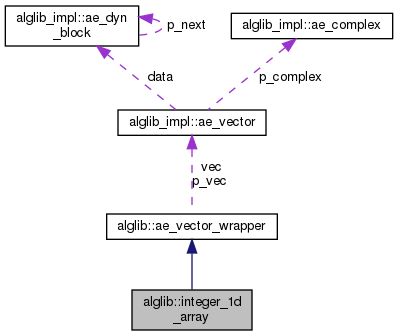 alglib_impl::ae_dyn
_block
p_next
alglib_impl::ae_complex
data
p_complex
alglib_impl::ae_vector
vec
p_vec
alglib::ae_vector_wrapper
alglib::integer_1d
_array